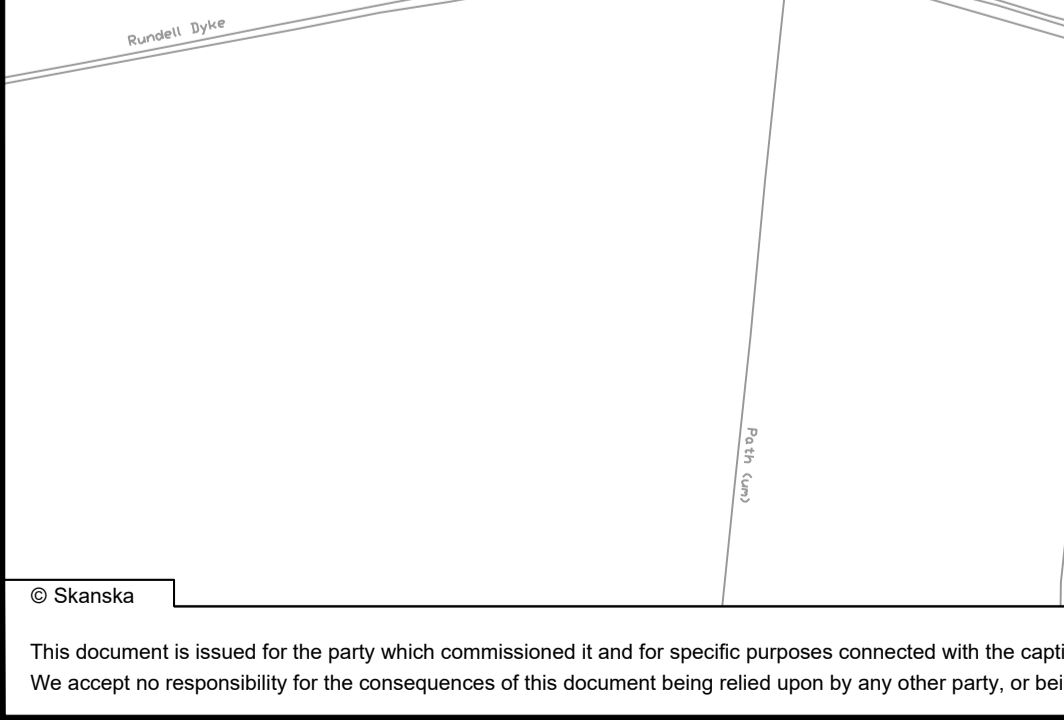 Rundell Dyke
Path (um)
© Skanska
This document is issued for the party which commissioned it and for specific purposes connected with the capti
We accept no responsibility for the consequences of this document being relied upon by any other party, or bei